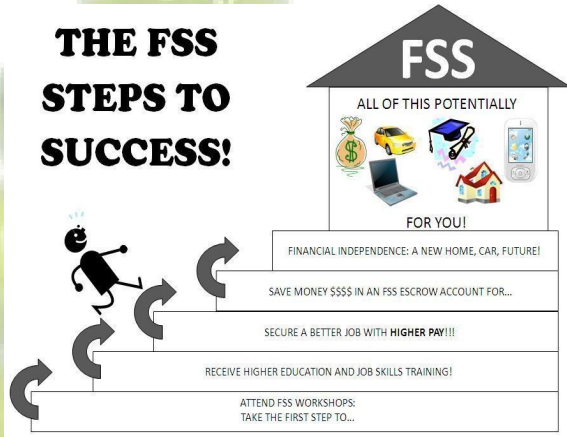 THE FSS
STEPS TO
SUCCESS!
FSS
ALL OF THIS POTENTIALLY
$
FOR YOU!
FINANCIAL INDEPENDENCE: A NEW HOME, CAR, FUTURE!
SAVE MONEY $$$$ IN AN FSS ESCROW ACCOUNT FOR...
SECURE A BETTER JOB WITH HIGHER PAY!!!
RECEIVE HIGHER EDUCATION AND JOB SKILLS TRAINING!
ATTEND FSS WORKSHOPS:
TAKE THE FIRST STEP TO...